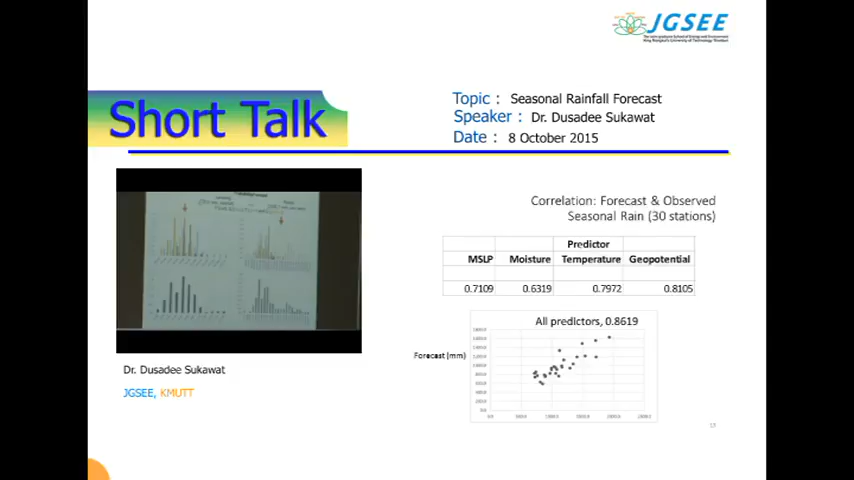 JGSEE
Short Talk
Topic : Seasonal Rainfall Forecast
Speaker : Dr. Dusadee Sukawat
Date : 8 October 2015
Correlation: Forecast & Observed
Seasonal Rain (30 stations)
Predictor
MSLP Moisture Temperature Geopotential
0.7109 0.6319 0.7972 0.8105
All predictors, 0.8619
Forecast (mm)
Dr. Dusadee Sukawat
JGSEE, KMUTT